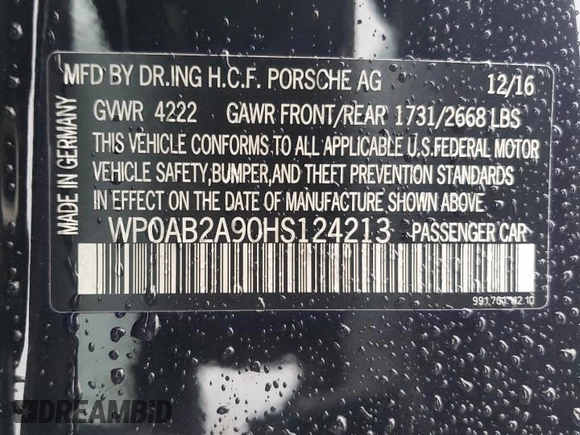 MFD BY DR.ING H.C.F. PORSCHE AG 12/16
GVWR 4222 GAWR FRONT/REAR 1731/2668 LBS
THIS VEHICLE CONFORMS TO ALL APPLICABLE U.S.FEDERAL MOTOR
VEHICLE SAFETY,BUMPER,AND THEFT PREVENTION STANDARDS
IN EFFECT ON THE DATE OF MANUFACTURE SHOWN ABOVE.
WP0AB2A90HS124213 PASSENGER CAR
MADE IN GERMANY
DREAMBID